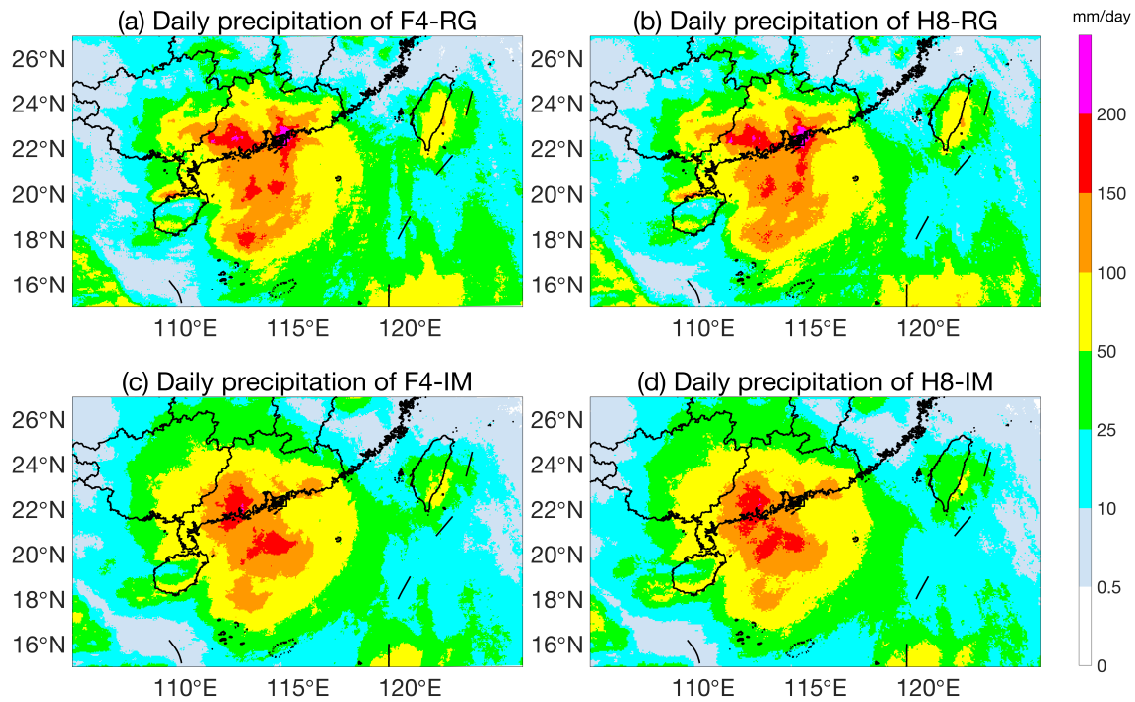 (a) Daily precipitation of F4-RG
(b) Daily precipitation of H8-RG
mm/day
26°N
24°N
22°N
20°N
18°N
16°N
110°E 115°E 120°E
26°N
24°N
22°N
20°N
18°N
16°N
110°E 115°E 120°E
(c) Daily precipitation of F4-IM
(d) Daily precipitation of H8-IM
26°N
24°N
22°N
20°N
18°N
16°N
110°E 115°E 120°E
26°N
24°N
22°N
20°N
18°N
16°N
110°E 115°E 120°E
200
150
100
50
25
10
0.5
0